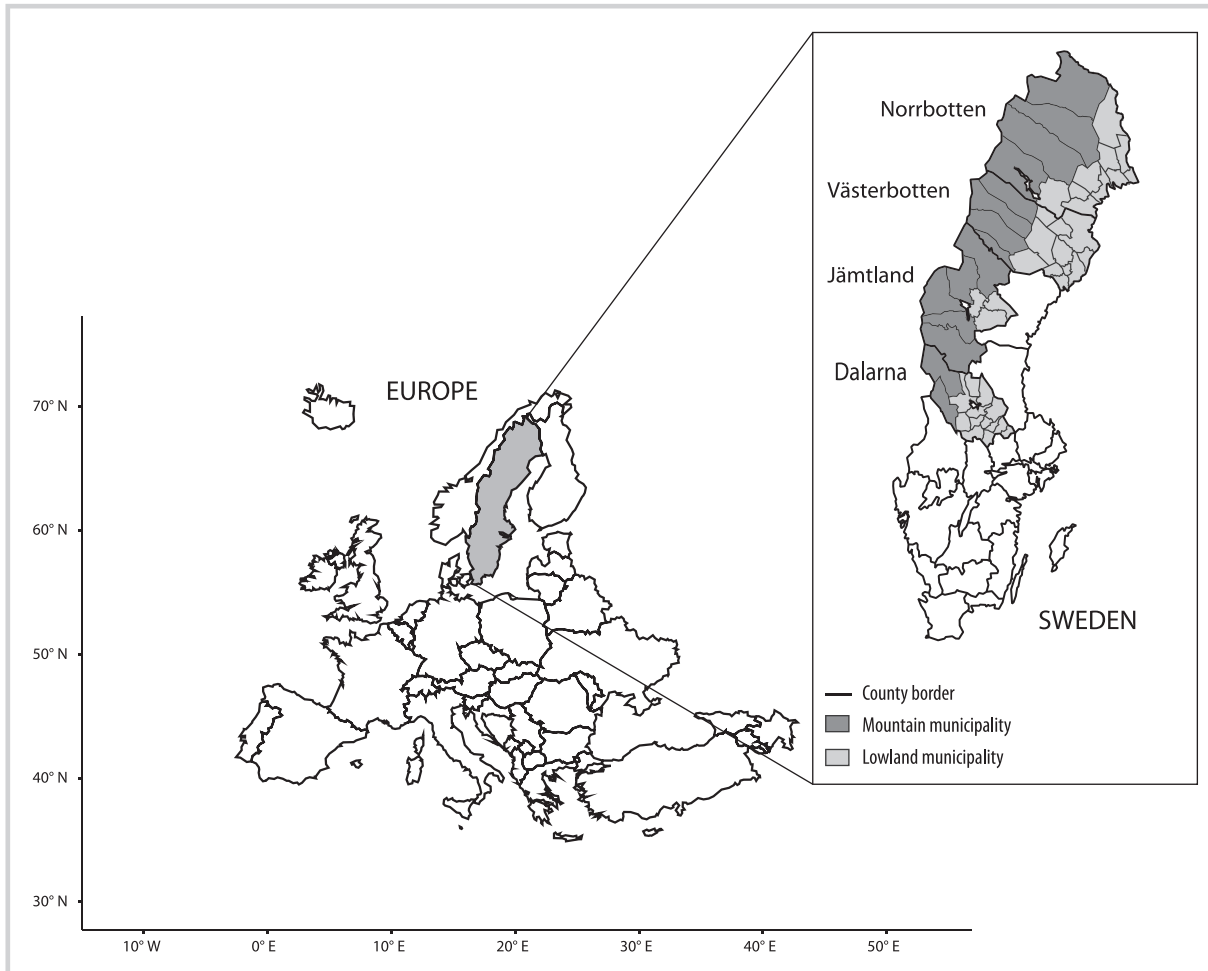 Norrbotten
Västerbotten
Jämtland
Dalarna
SWEDEN
County border
Mountain municipality
Lowland municipality
EUROPE
70° N
60° N
50° N
40° N
30° N
10° W 0° E 10° E 20° E 30° E 40° E 50° E